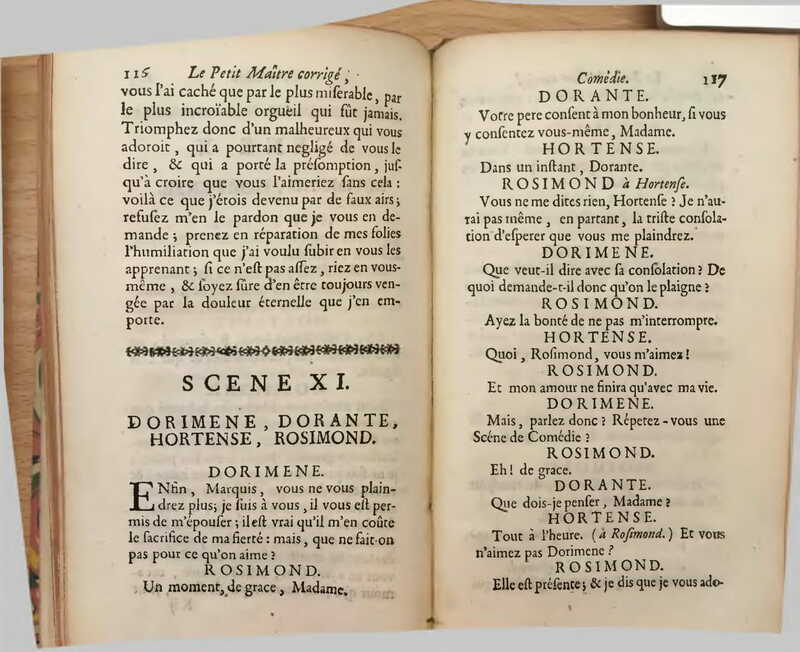 116 Le Petit Maître corrigé,
vous l'ai caché que par le plus miſerable, par
le plus incroïable orgueïl qui fût jamais.
Triomphez donc d'un malheureux qui vous
adoroit, qui a pourtant negligé de vous le
dire, & qui a porté la préſomption, juſ-
qu'à croire que vous l'aimeriez ſans cela:
voilà ce que j'étois devenu par de faux airs;
refuſez m'en le pardon que je vous en de-
mande; prenez en réparation de mes folies
l'humiliation que j'ai voulu ſubir en vous les
apprenant; ſi ce n'eſt pas aſſez, riez en vous-
même, & ſoyez ſûre d'en être toujours ven-
gée par la douleur éternelle que j'en em-
porte.
SCENE XI.
DORIMENE, DORANTE,
HORTENSE, ROSIMOND.
DORIMENE.
ENfin, Marquis, vous ne vous plain-
drez plus; je ſuis à vous, il vous eſt per-
mis de m'épouſer; il eſt vrai qu'il m'en coûte
le ſacrifice de ma fierté: mais, que ne fait-on
pas pour ce qu'on aime?
ROSIMOND.
Un moment, de grace, Madame.
Comédie. 117
DORANTE.
Votre pere conſent à mon bonheur, ſi vous
y conſentez vous-même, Madame.
HORTENSE.
Dans un inſtant, Dorante.
ROSIMOND à Hortenſe.
Vous ne me dites rien, Hortenſe? Je n'au-
rai pas même, en partant, la triſte conſola-
tion d'eſperer que vous me plaindrez.
DORIMENE.
Que veut-il dire avec ſa conſolation? De
quoi demande-t-il donc qu'on le plaigne?
ROSIMOND.
Ayez la bonté de ne pas m'interrompre.
HORTENSE.
Quoi, Roſimond, vous m'aimez!
ROSIMOND.
Et mon amour ne finira qu'avec ma vie.
DORIMENE.
Mais, parlez donc? Répetez-vous une
Scéne de Comédie?
ROSIMOND.
Eh! de grace.
DORANTE.
Que dois-je penſer, Madame?
HORTENSE.
Tout à l'heure. (à Roſimond.) Et vous
n'aimez pas Dorimene?
ROSIMOND.
Elle eſt préſente; & je dis que je vous ado-